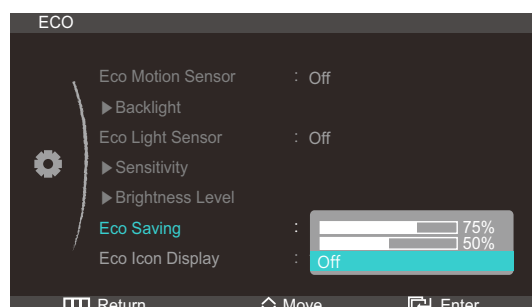 ECO
Eco Motion Sensor : Off
▶Backlight
Eco Light Sensor : Off
▶Sensitivity
▶Brightness Level
Eco Saving : 75%
50%
Eco Icon Display : Off
Return Move Enter